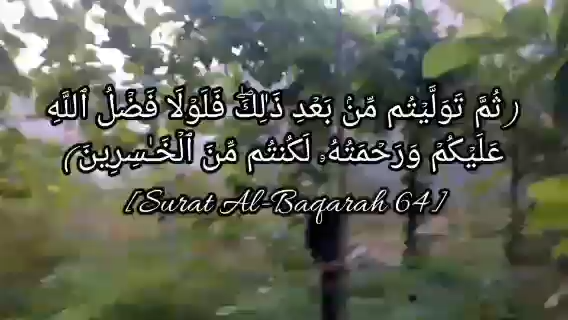 (ثُمَّ تَوَلَّيْتُم مِّنۢ بَعْدِ ذَٰلِكَۖ فَلَوْلَا فَضْلُ ٱللَّهِ
عَلَيْكُمْ وَرَحْمَتُهُۥ لَكُنتُم مِّنَ ٱلْخَـٰسِرِينَ)
[Surat Al-Baqarah 64]